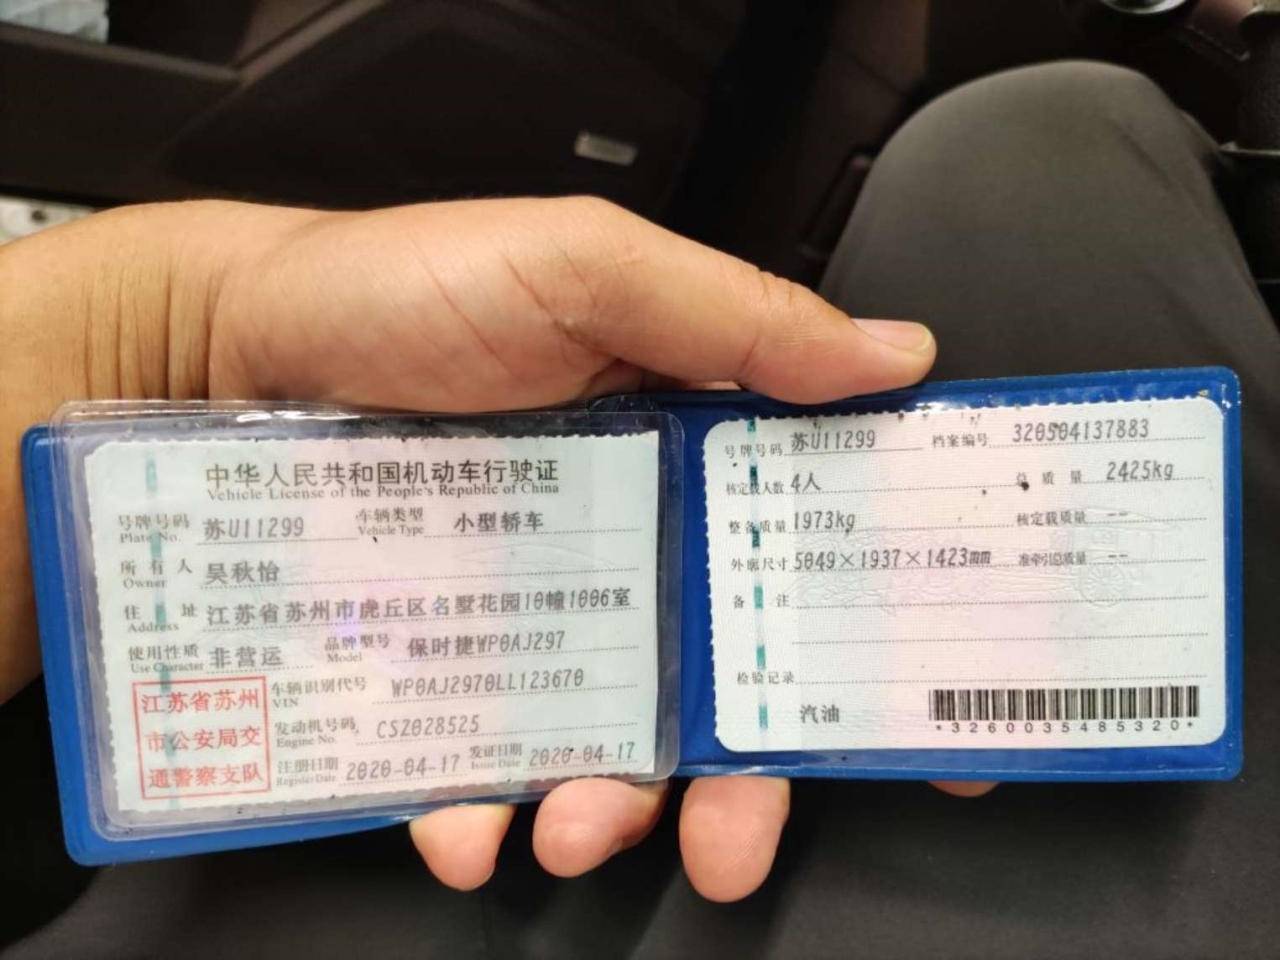 中华人民共和国机动车行驶证
Vehicle License of the People's Republic of China
号牌号码 苏U11299 车辆类型 小型轿车
Plate No. Vehicle Type
所有人 吴秋怡
Owner
住址 江苏省苏州市虎丘区名墅花园10幢1006室
Address
使用性质 非营运 品牌型号 保时捷WP0AJ297
Use Character Model
江苏省苏州
市公安局交
通警察支队
车辆识别代号 WP0AJ2970LL123670
VIN
发动机号码 CSZ028525
Engine No.
注册日期 2020-04-17 发证日期 2020-04-17
Register Date Issue Date
号牌号码 苏U11299 档案编号 320504137883
核定载人数 4人 总质量 2425kg
整备质量 1973kg 核定载质量 --
外廓尺寸 5049×1937×1423mm 准牵引总质量 --
备注
检验记录
汽油
*3260035485320*